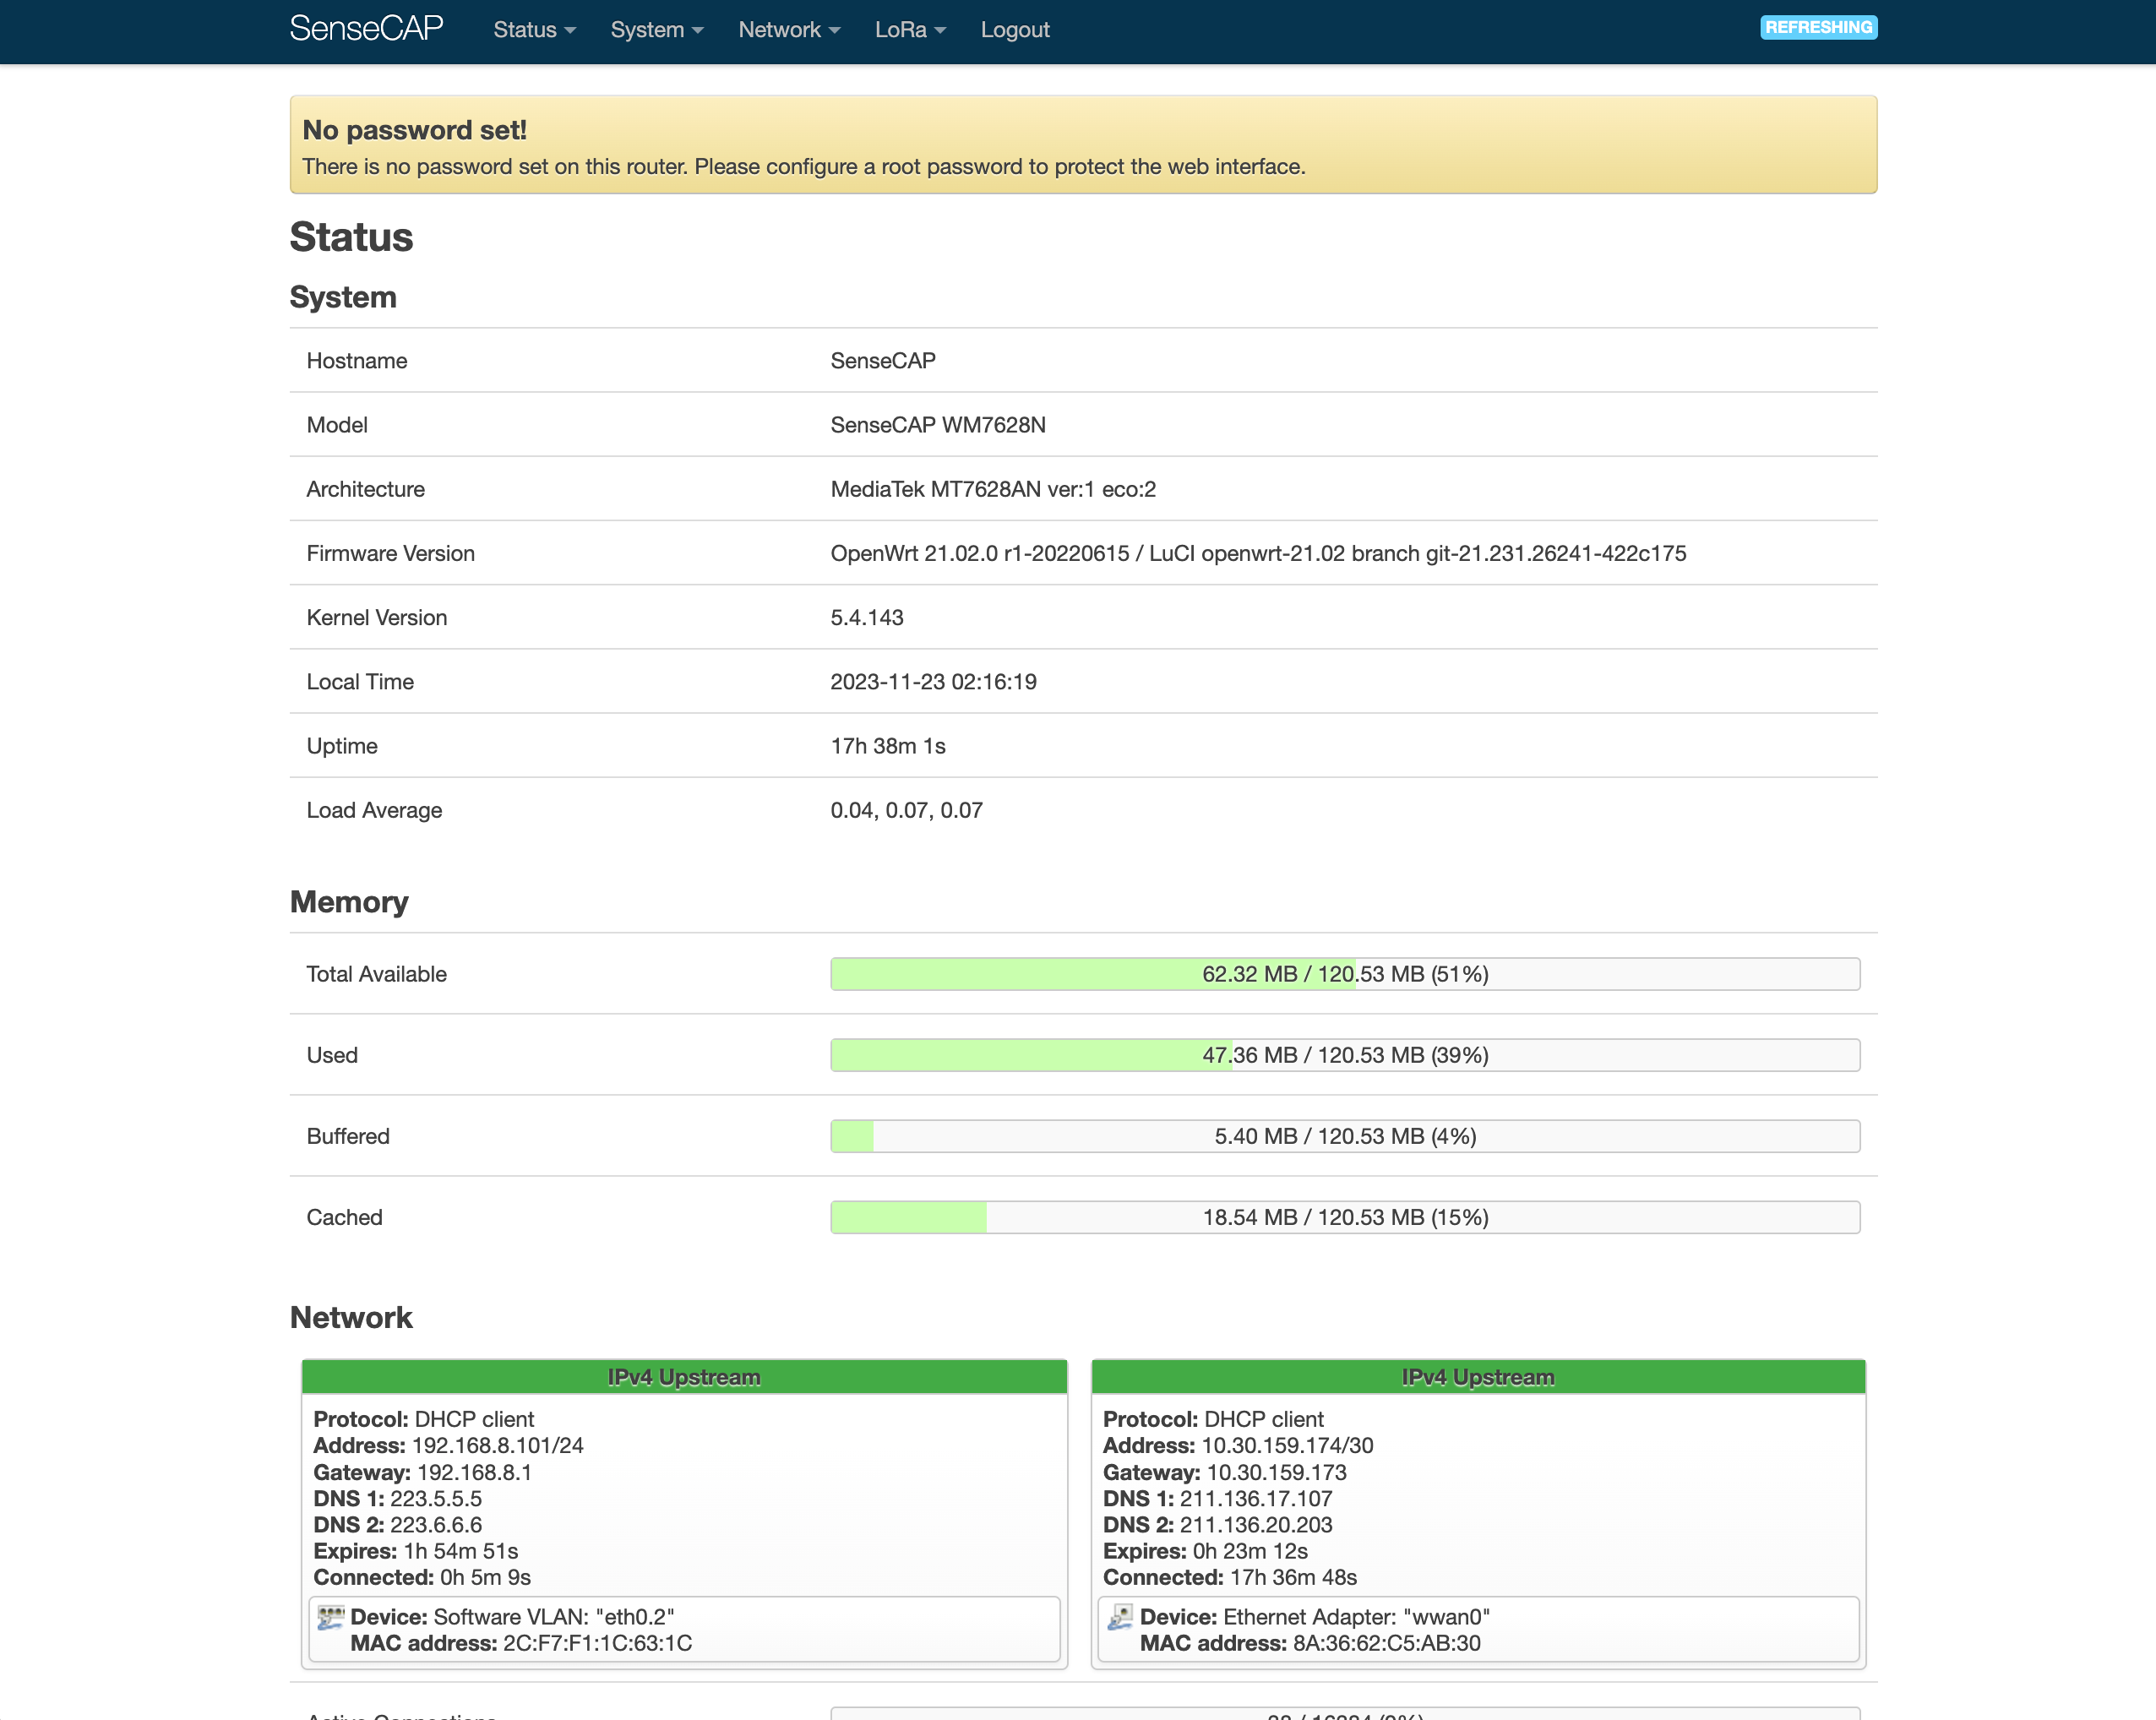 SenseCAP Status System Network LoRa Logout REFRESHING
No password set!
There is no password set on this router. Please configure a root password to protect the web interface.
Status
System
Hostname SenseCAP
Model SenseCAP WM7628N
Architecture MediaTek MT7628AN ver:1 eco:2
Firmware Version OpenWrt 21.02.0 r1-20220615 / LuCI openwrt-21.02 branch git-21.231.26241-422c175
Kernel Version 5.4.143
Local Time 2023-11-23 02:16:19
Uptime 17h 38m 1s
Load Average 0.04, 0.07, 0.07
Memory
Total Available 62.32 MB / 120.53 MB (51%)
Used 47.36 MB / 120.53 MB (39%)
Buffered 5.40 MB / 120.53 MB (4%)
Cached 18.54 MB / 120.53 MB (15%)
Network
IPv4 Upstream
Protocol: DHCP client
Address: 192.168.8.101/24
Gateway: 192.168.8.1
DNS 1: 223.5.5.5
DNS 2: 223.6.6.6
Expires: 1h 54m 51s
Connected: 0h 5m 9s
Device: Software VLAN: "eth0.2"
MAC address: 2C:F7:F1:1C:63:1C
IPv4 Upstream
Protocol: DHCP client
Address: 10.30.159.174/30
Gateway: 10.30.159.173
DNS 1: 211.136.17.107
DNS 2: 211.136.20.203
Expires: 0h 23m 12s
Connected: 17h 36m 48s
Device: Ethernet Adapter: "wwan0"
MAC address: 8A:36:62:C5:AB:30
Active Connections